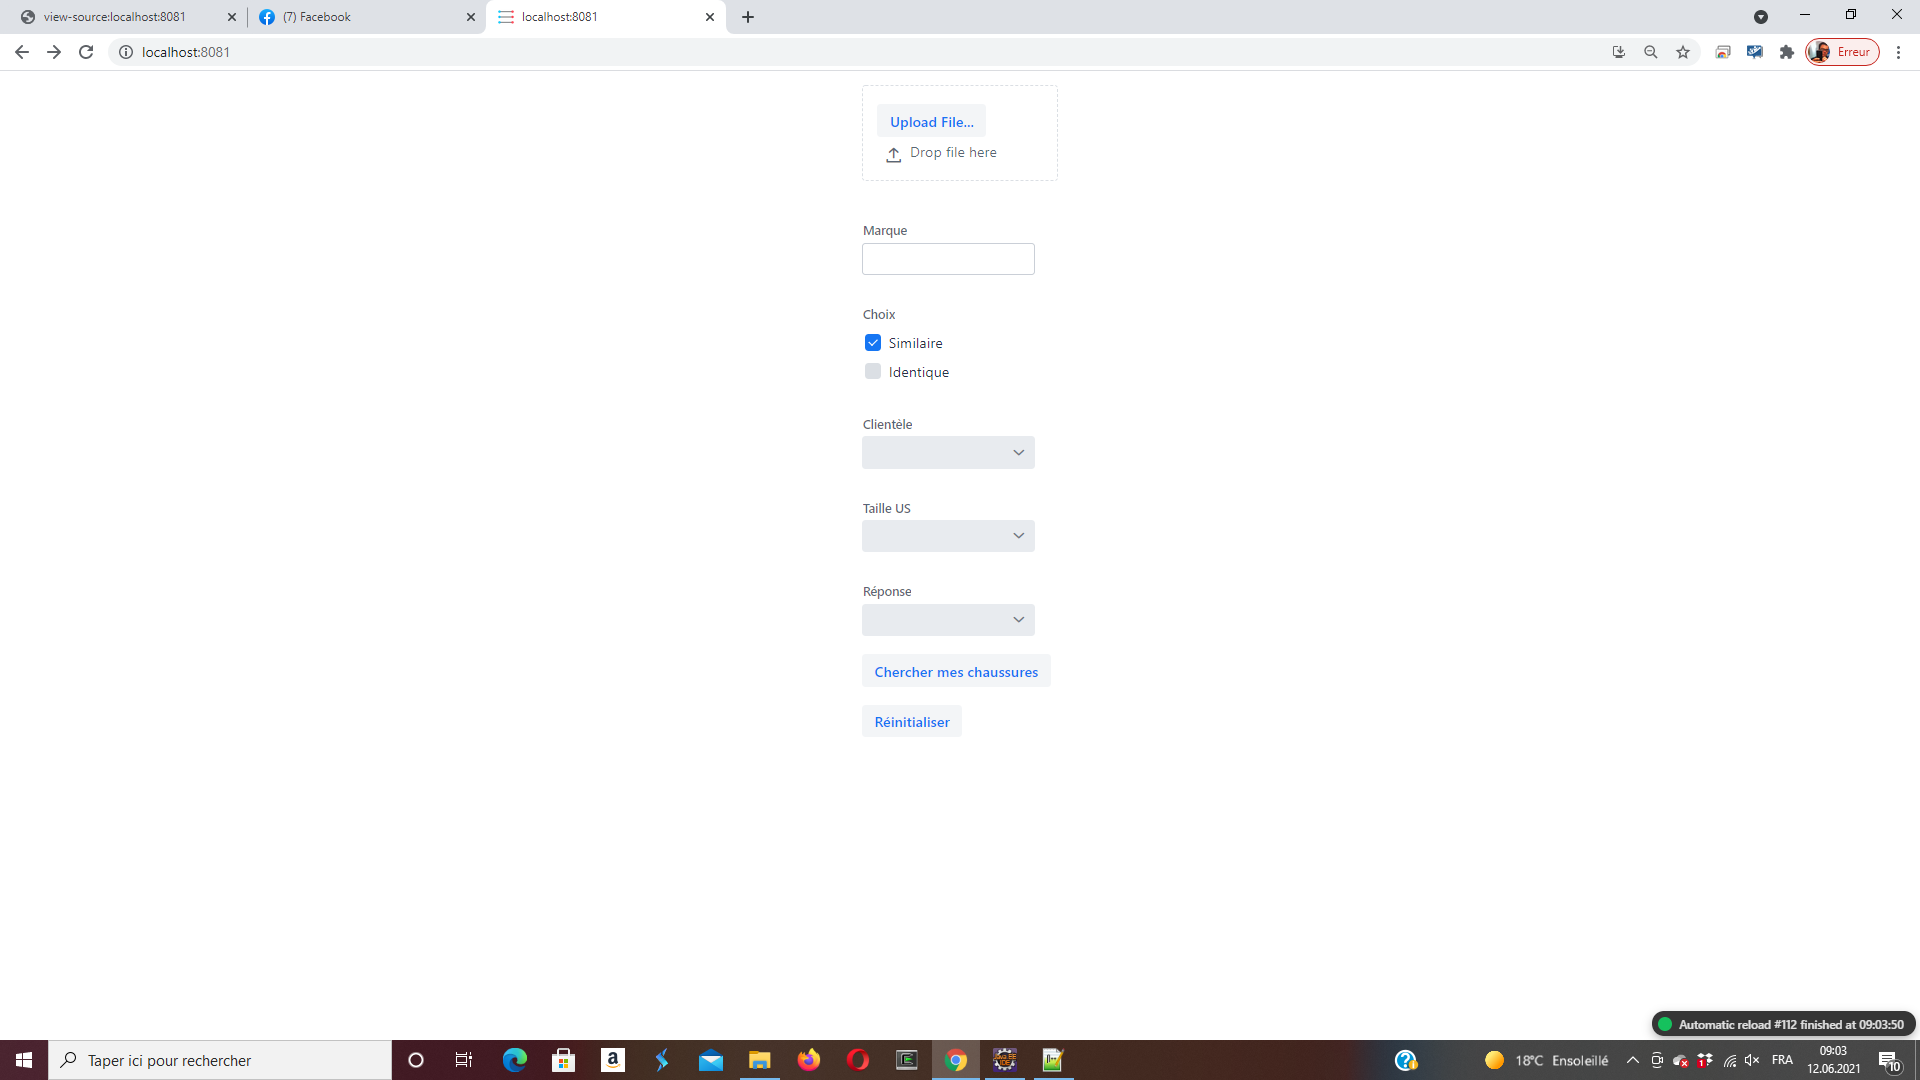 view-source:localhost:8081
(7) Facebook
localhost:8081
localhost:8081
Erreur
Upload File...
Drop file here
Marque
Choix
Similaire
Identique
Clientèle
Taille US
Réponse
Chercher mes chaussures
Réinitialiser
Automatic reload #112 finished at 09:03:50
Taper ici pour rechercher
18°C Ensoleillé
FRA
09:03
12.06.2021
10